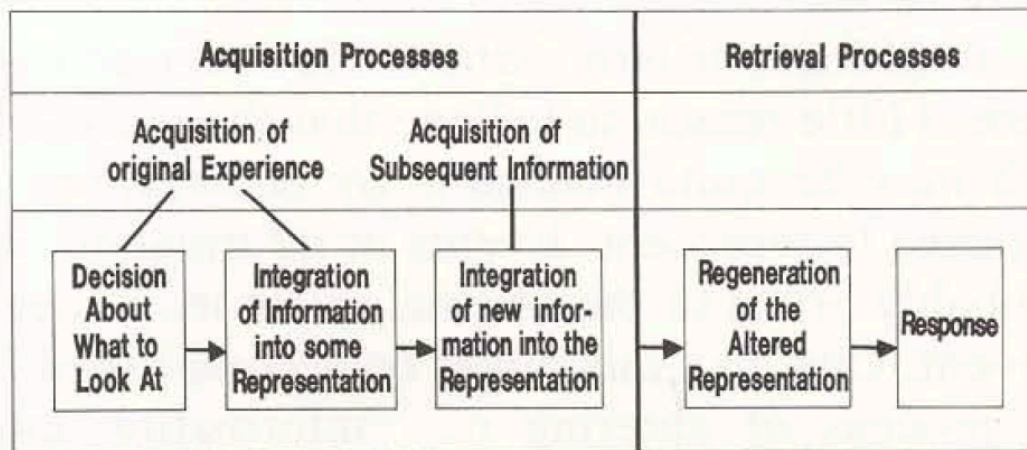 Acquisition Processes
Retrieval Processes
Acquisition of
original Experience
Acquisition of
Subsequent Information
Decision
About
What to
Look At
Integration
of Information
into some
Representation
Integration
of new infor-
mation into the
Representation
Regeneration
of the
Altered
Representation
Response